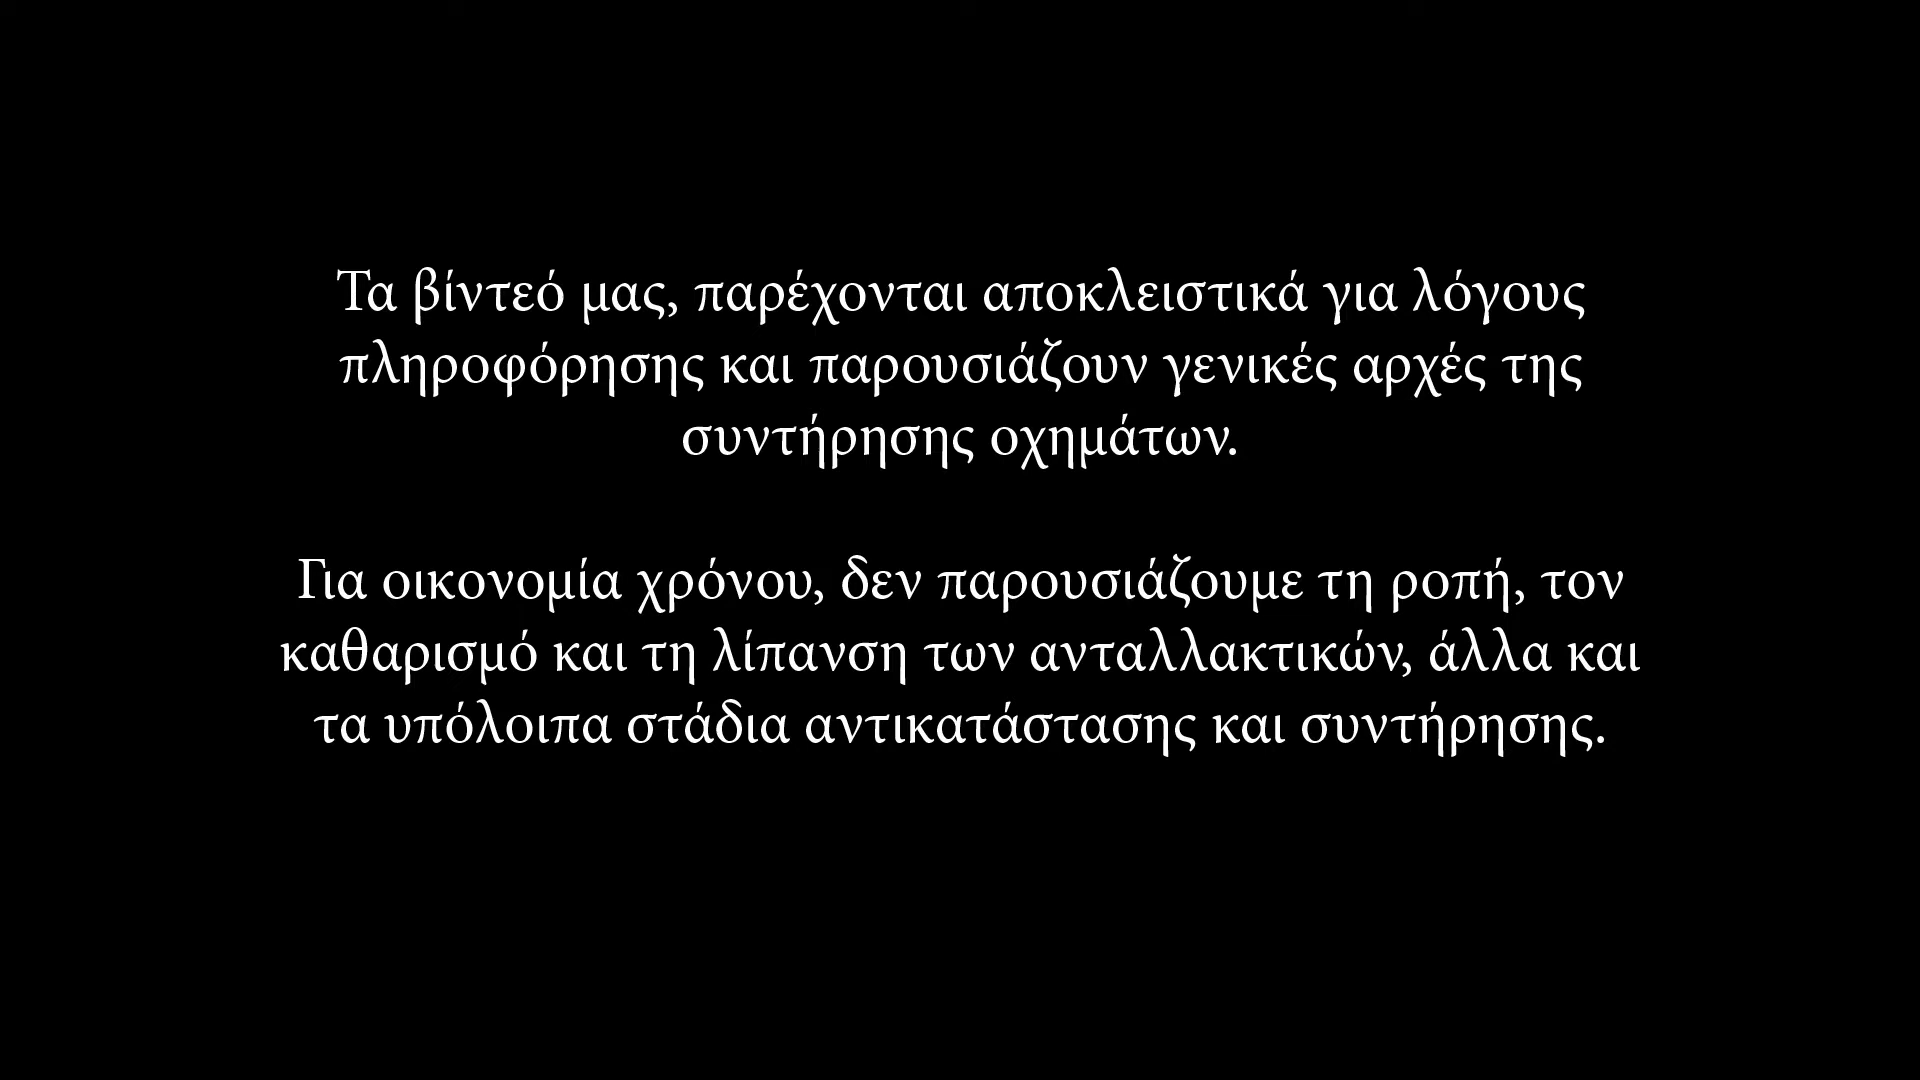 Τα βίντεό μας, παρέχονται αποκλειστικά για λόγους
πληροφόρησης και παρουσιάζουν γενικές αρχές της
συντήρησης οχημάτων.
Για οικονομία χρόνου, δεν παρουσιάζουμε τη ροπή, τον
καθαρισμό και τη λίπανση των ανταλλακτικών, άλλα και
τα υπόλοιπα στάδια αντικατάστασης και συντήρησης.